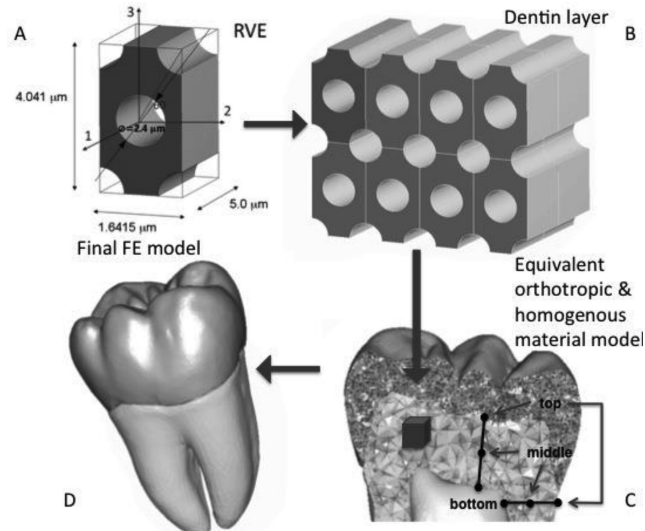 A
3
RVE
4.041 μm
2
1
⌀=2.4 μm
5.0 μm
1.6415 μm
Dentin layer
B
Final FE model
Equivalent
orthotropic &
homogenous
material model
top
middle
bottom
D
C